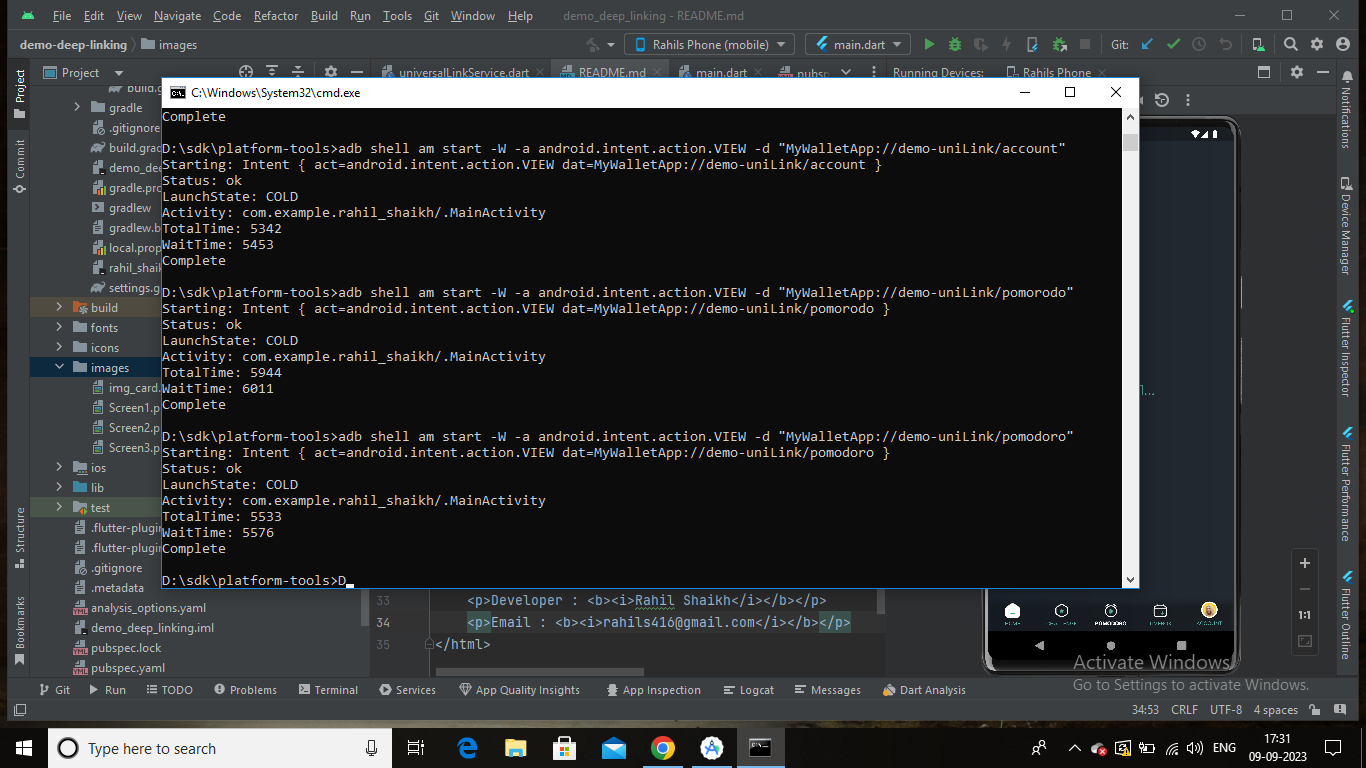 File Edit View Navigate Code Refactor Build Run Tools Git Window Help demo_deep_linking - README.md
demo-deep-linking images Rahils Phone (mobile) main.dart Git:
Project universalLinkService.dart README.md main.dart pubsp Running Devices: Rahils Phone
C:\Windows\System32\cmd.exe
Complete
D:\sdk\platform-tools>adb shell am start -W -a android.intent.action.VIEW -d "MyWalletApp://demo-uniLink/account"
Starting: Intent { act=android.intent.action.VIEW dat=MyWalletApp://demo-uniLink/account }
Status: ok
LaunchState: COLD
Activity: com.example.rahil_shaikh/.MainActivity
TotalTime: 5342
WaitTime: 5453
Complete
D:\sdk\platform-tools>adb shell am start -W -a android.intent.action.VIEW -d "MyWalletApp://demo-uniLink/pomorodo"
Starting: Intent { act=android.intent.action.VIEW dat=MyWalletApp://demo-uniLink/pomorodo }
Status: ok
LaunchState: COLD
Activity: com.example.rahil_shaikh/.MainActivity
TotalTime: 5944
WaitTime: 6011
Complete
D:\sdk\platform-tools>adb shell am start -W -a android.intent.action.VIEW -d "MyWalletApp://demo-uniLink/pomodoro"
Starting: Intent { act=android.intent.action.VIEW dat=MyWalletApp://demo-uniLink/pomodoro }
Status: ok
LaunchState: COLD
Activity: com.example.rahil_shaikh/.MainActivity
TotalTime: 5533
WaitTime: 5576
Complete
D:\sdk\platform-tools>D
Project
Commit
Structure
Bookmarks
build.g
gradle
.gitignore
build.grad
demo_dee
gradle.pro
gradlew
gradlew.b
local.prop
rahil_shaik
settings.g
build
fonts
icons
images
img_card.
Screen1.p
Screen2.p
Screen3.p
ios
lib
test
.flutter-plugin
.flutter-plugin
.gitignore
.metadata
analysis_options.yaml
demo_deep_linking.iml
pubspec.lock
pubspec.yaml
33 <p>Developer : <b><i>Rahil Shaikh</i></b></p>
34 <p>Email : <b><i>rahils416@gmail.com</i></b></p>
35 </html>
HOME POMODORO ACCOUNT
1:1
Notifications
Device Manager
Flutter Inspector
Flutter Performance
Flutter Outline
Activate Windows
Go to Settings to activate Windows.
Git Run TODO Problems Terminal Services App Quality Insights App Inspection Logcat Messages Dart Analysis
34:53 CRLF UTF-8 4 spaces
Type here to search ENG 17:31
09-09-2023